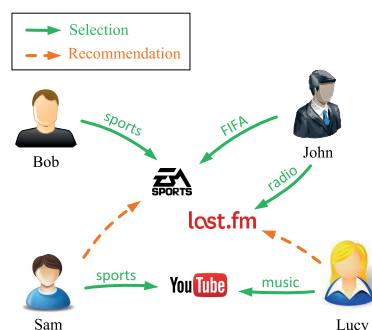 Selection
Recommendation
sports
FIFA
Bob
John
EA
SPORTS
radio
last.fm
sports
YouTube
music
Sam
Lucy